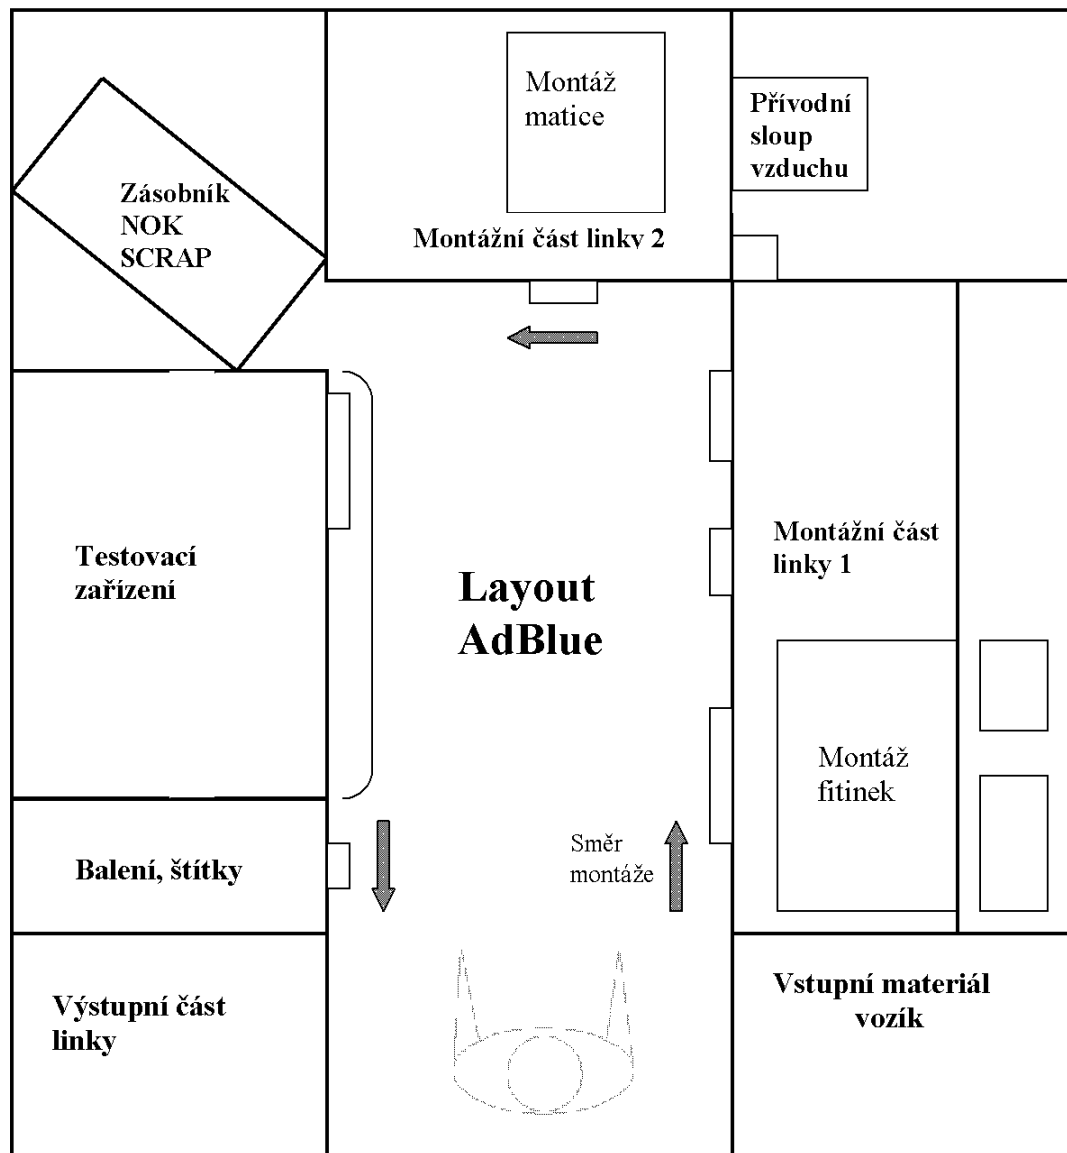 Montáž
matice
Přívodní
sloup
vzduchu
Zásobník
NOK
SCRAP
Montážní část linky 2
Testovací
zařízení
Layout
AdBlue
Montážní část
linky 1
Montáž
fitinek
Směr
montáže
Balení, štítky
Výstupní část
linky
Vstupní materiál
vozík